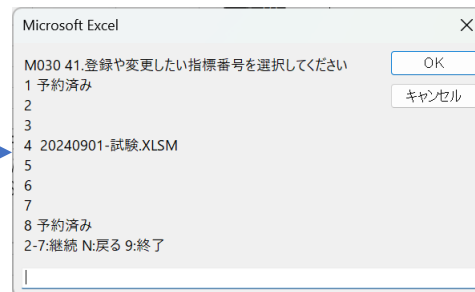 Microsoft Excel
M030 41.登録や変更したい指標番号を選択してください
OK
1 予約済み
キャンセル
2
3
4 20240901-試験.XLSM
5
6
7
8 予約済み
2-7:継続 N:戻る 9:終了